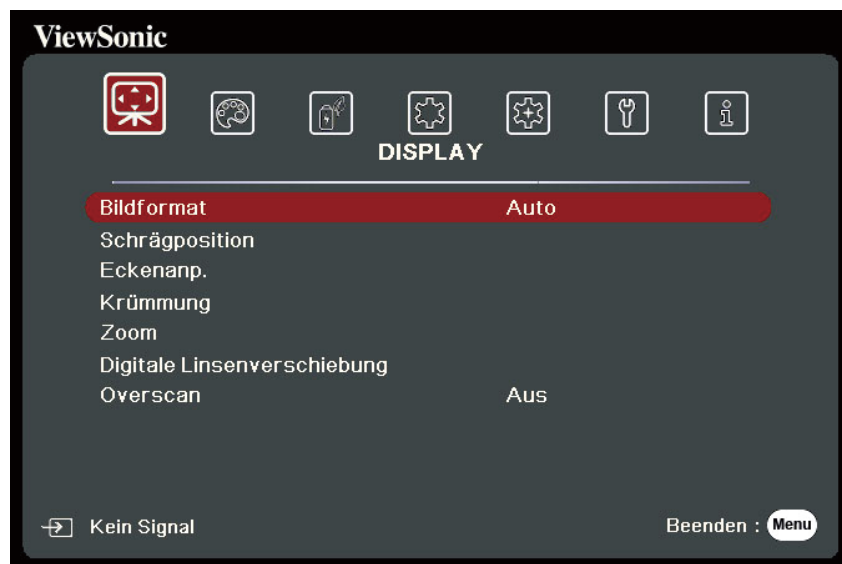 ViewSonic
DISPLAY
Bildformat Auto
Schrägposition
Eckenanp.
Krümmung
Zoom
Digitale Linsenverschiebung
Overscan Aus
Kein Signal Beenden : Menu